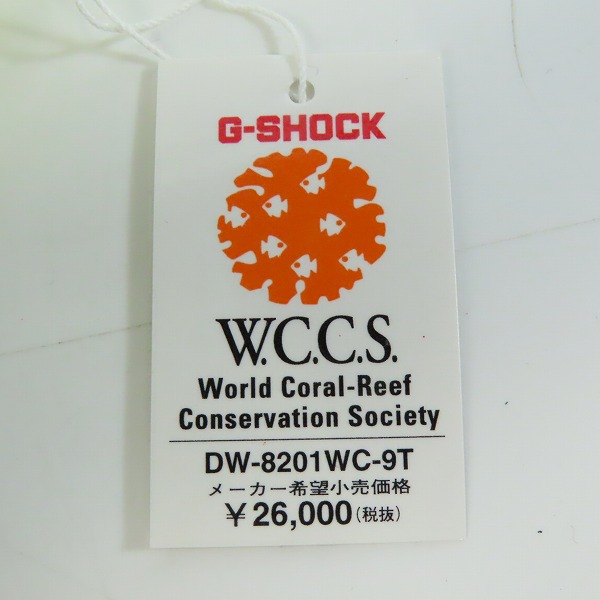 G-SHOCK
W.C.C.S.
World Coral-Reef
Conservation Society
DW-8201WC-9T
メーカー希望小売価格
￥26,000(税抜)